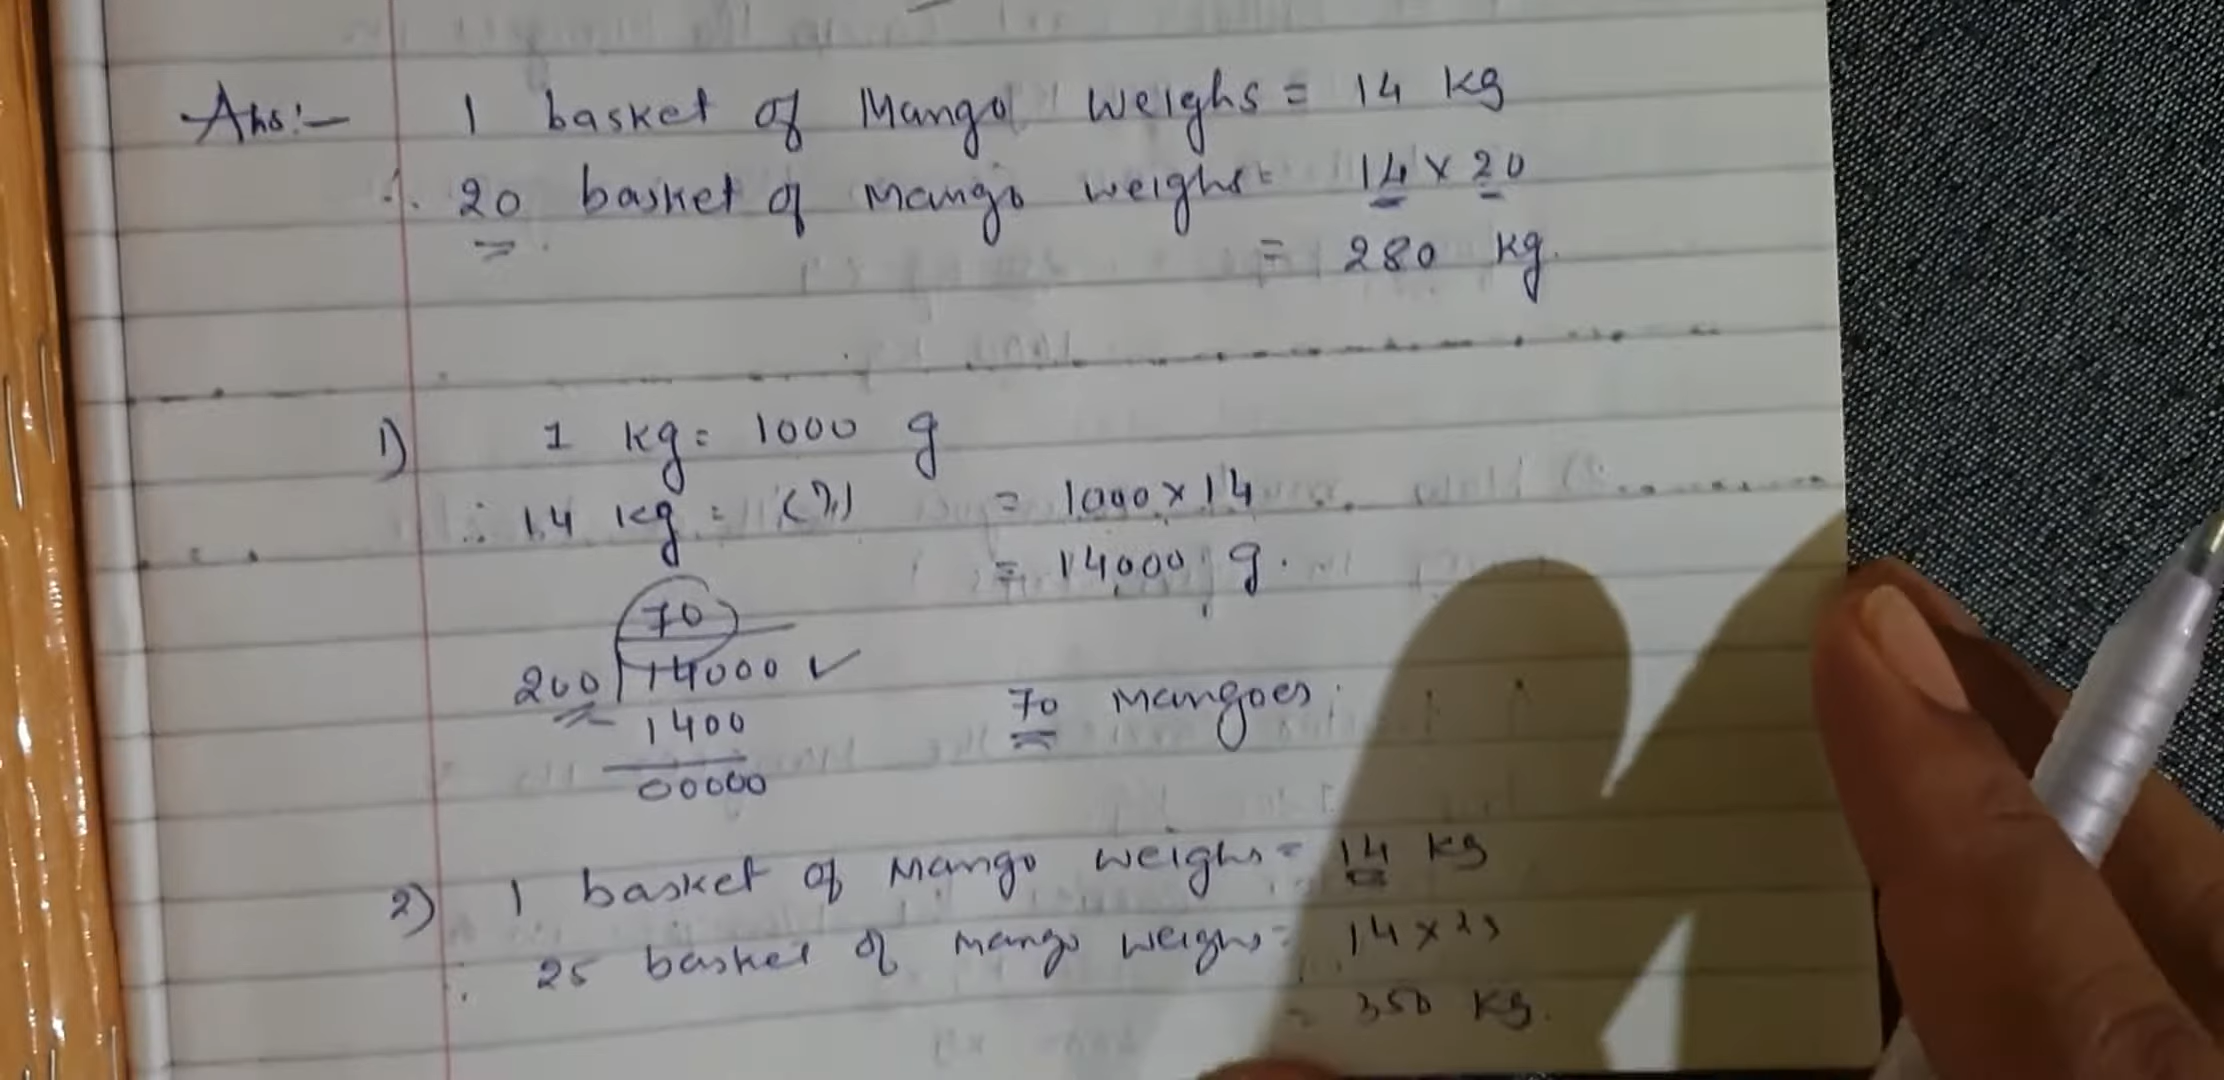 Ans:- 1 basket of Mango Weighs = 14 kg
∴ 20 basket of Mango weighs = 14 x 20
= 280 kg.
1) 1 kg = 1000 g
∴ 14 kg = (?) = 1000 x 14
= 14000 g.
70
200 14000 ✓
1400
00000
70 Mangoes
2) 1 basket of Mango weighs = 14 kg
∴ 25 basket of Mango weighs = 14 x 25
= 350 kg.